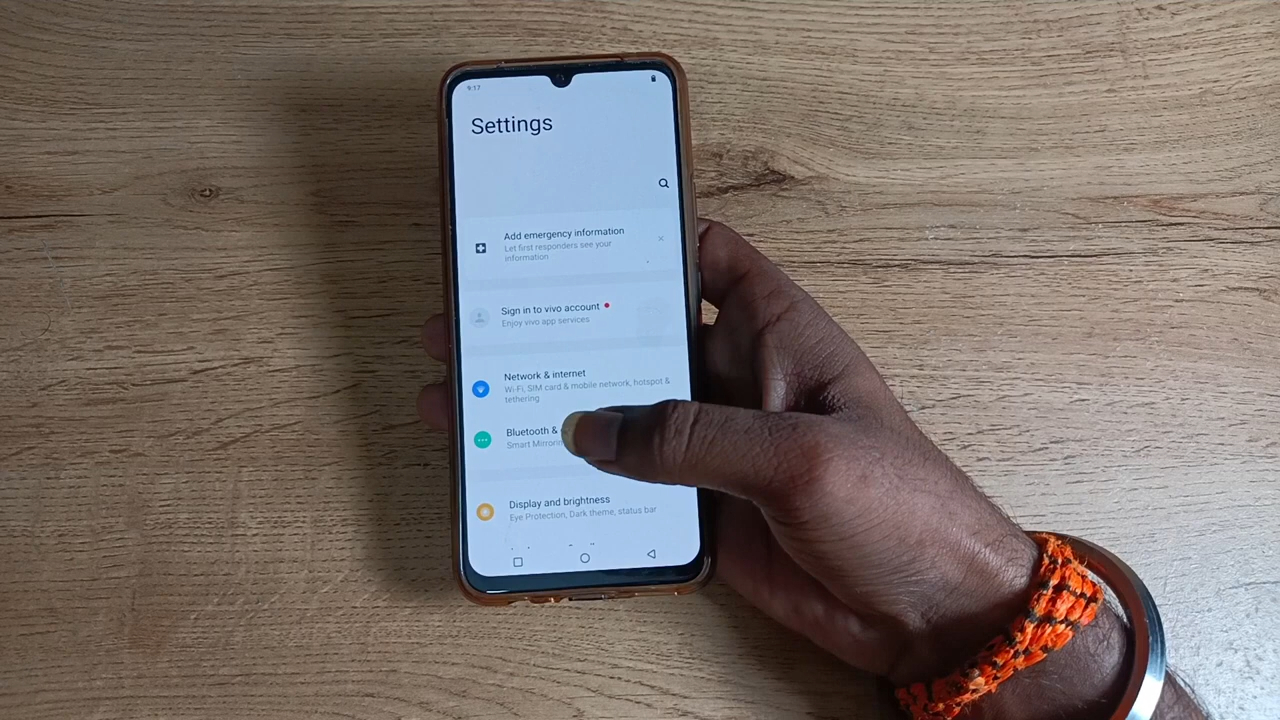 9:17
Settings
Add emergency information
Let first responders see your
information
Sign in to vivo account
Enjoy vivo app services
Network & internet
Wi-Fi, SIM card & mobile network, hotspot &
tethering
Bluetooth &
Smart
Display and brightness
Eye Protection, Dark theme, status bar